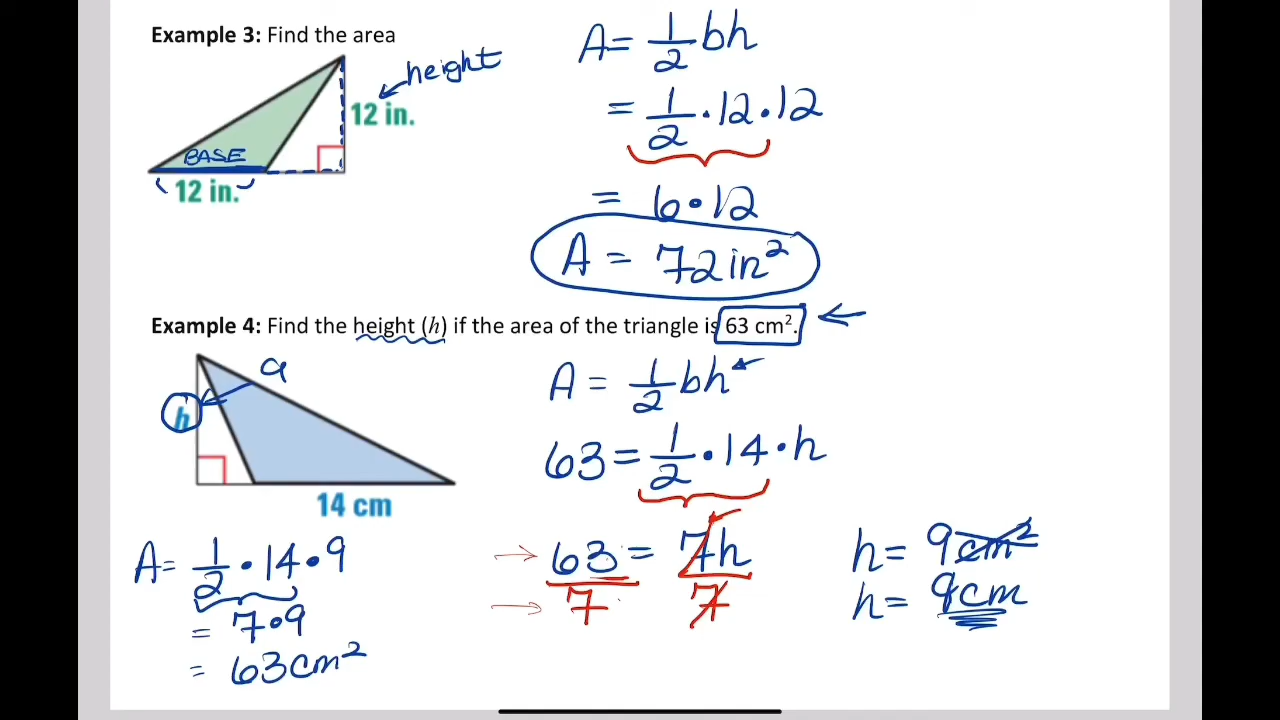 Example 3: Find the area
height
12 in.
BASE
12 in.
A = 1/2 bh
= 1/2 · 12 · 12
= 6 · 12
A = 72 in²
Example 4: Find the height (h) if the area of the triangle is 63 cm².
9
h
14 cm
A = 1/2 bh
63 = 1/2 · 14 · h
63 = 7h
7 7
h = 9 cm²
h = 9 cm
A = 1/2 · 14 · 9
= 7 · 9
= 63 cm²